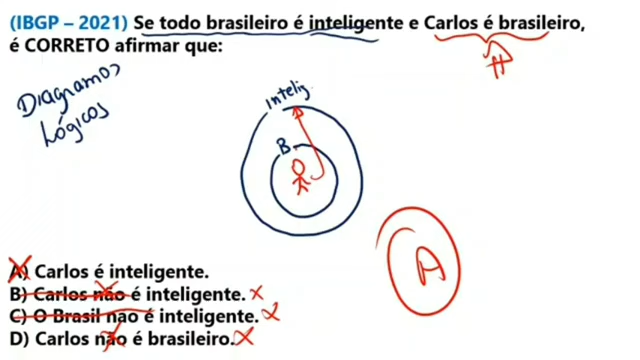 (IBGP – 2021) Se todo brasileiro é inteligente e Carlos é brasileiro,
é CORRETO afirmar que:
Diagramas
Lógicos
Intelig.
B.
A
A) Carlos é inteligente.
B) Carlos não é inteligente. x
C) O Brasil não é inteligente. x
D) Carlos não é brasileiro. x